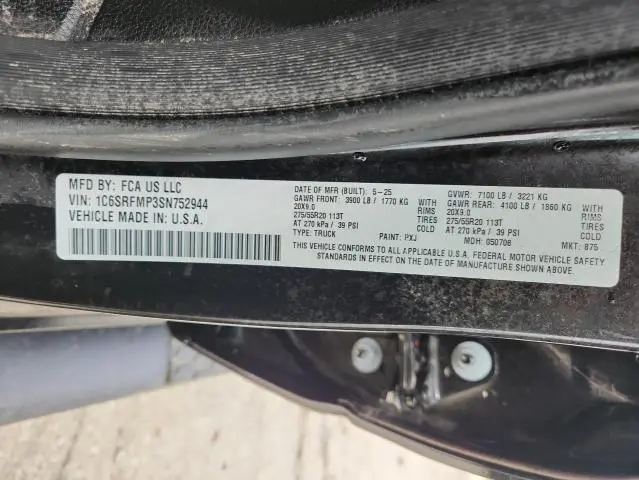 MFD BY: FCA US LLC
VIN: 1C6SRFMP3SN752944
VEHICLE MADE IN U.S.A.
DATE OF MFR (BUILT): 5-25
GAWR FRONT: 3900 LB / 1770 KG
20X9.0 WITH RIMS
275/55R20 113T TIRES
AT 270 kPa / 39 PSI COLD
TYPE: TRUCK PAINT: PXJ
GVWR: 7100 LB / 3221 KG
GAWR REAR: 4100 LB / 1860 KG
20X9.0 WITH RIMS
275/55R20 113T TIRES
AT 270 kPa / 39 PSI COLD
MDH: 050708 MKT: 875
THIS VEHICLE CONFORMS TO ALL APPLICABLE U.S.A. FEDERAL MOTOR VEHICLE SAFETY
STANDARDS IN EFFECT ON THE DATE OF MANUFACTURE SHOWN ABOVE.